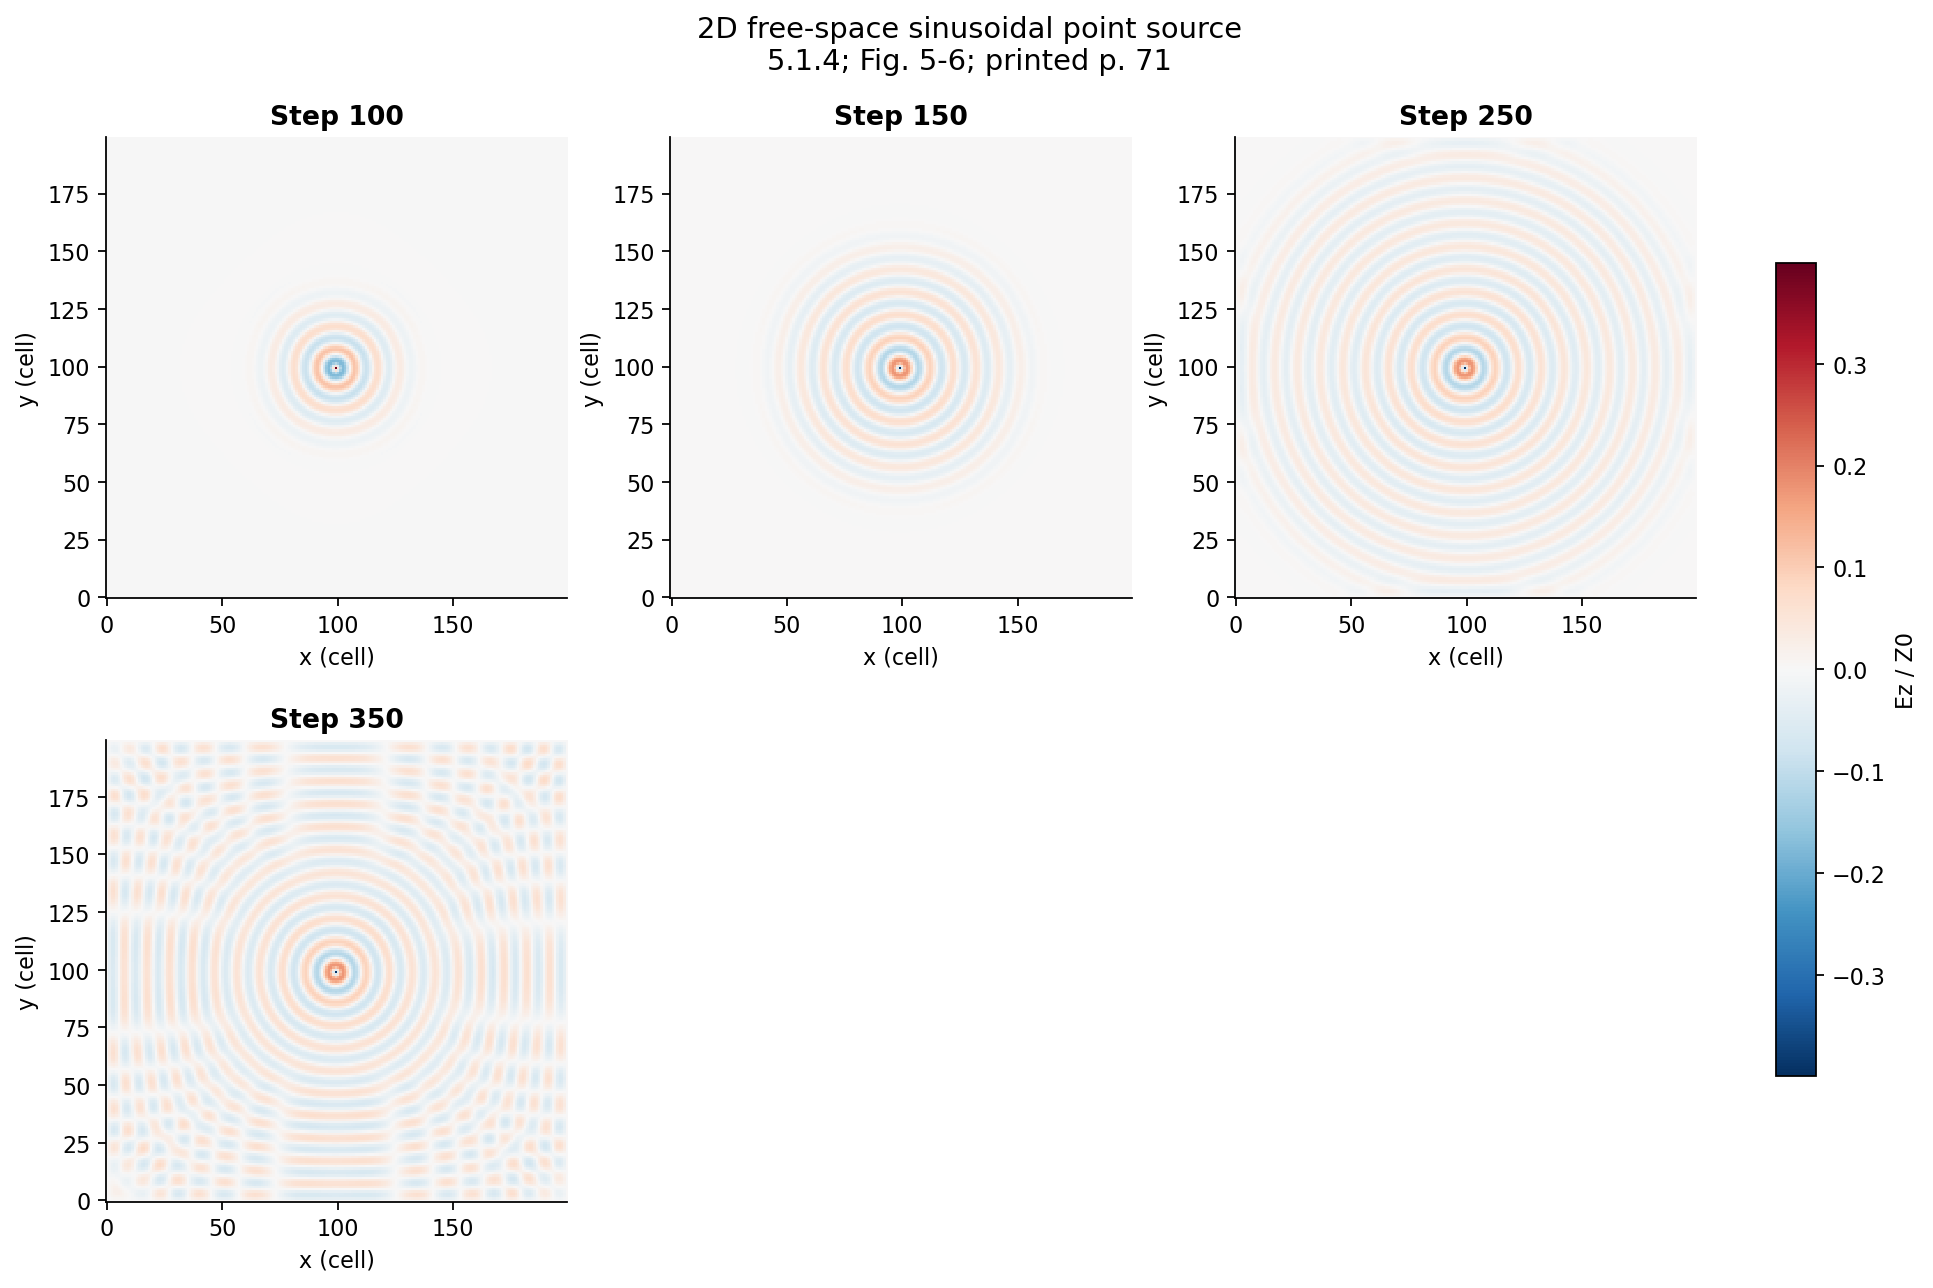 2D free-space sinusoidal point source
5.1.4; Fig. 5-6; printed p. 71
Step 100
175
150
125
100
75
50
25
0
y (cell)
0 50 100 150
x (cell)
Step 150
175
150
125
100
75
50
25
0
y (cell)
0 50 100 150
x (cell)
Step 250
175
150
125
100
75
50
25
0
y (cell)
0 50 100 150
x (cell)
Step 350
175
150
125
100
75
50
25
0
y (cell)
0 50 100 150
x (cell)
0.3
0.2
0.1
0.0
−0.1
−0.2
−0.3
Ez / Z0